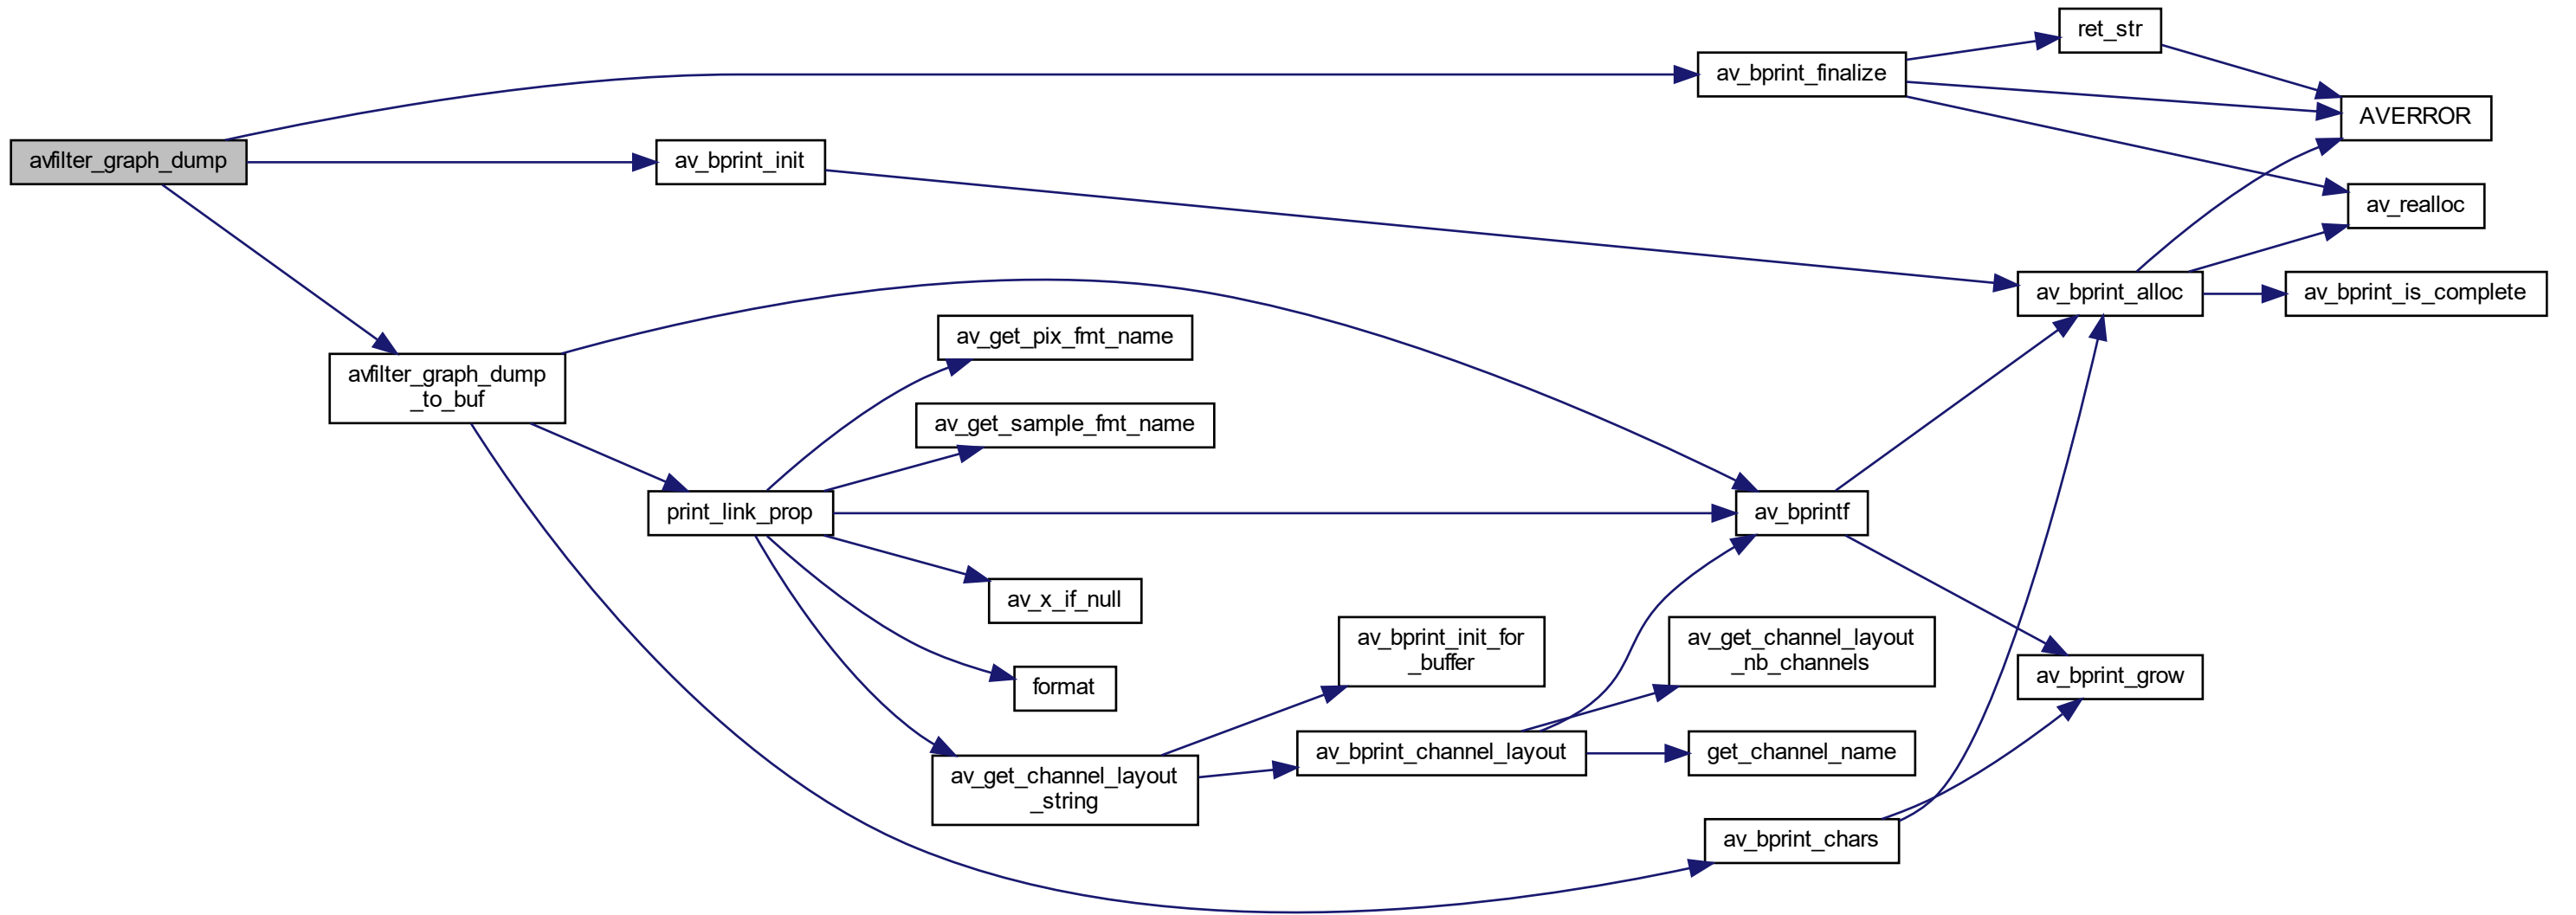 ret_str
av_bprint_finalize
AVERROR
avfilter_graph_dump
av_bprint_init
av_realloc
av_bprint_alloc
av_bprint_is_complete
av_get_pix_fmt_name
avfilter_graph_dump
_to_buf
av_get_sample_fmt_name
print_link_prop
av_bprintf
av_x_if_null
av_bprint_init_for
_buffer
av_get_channel_layout
_nb_channels
format
av_bprint_grow
av_get_channel_layout
_string
av_bprint_channel_layout
get_channel_name
av_bprint_chars